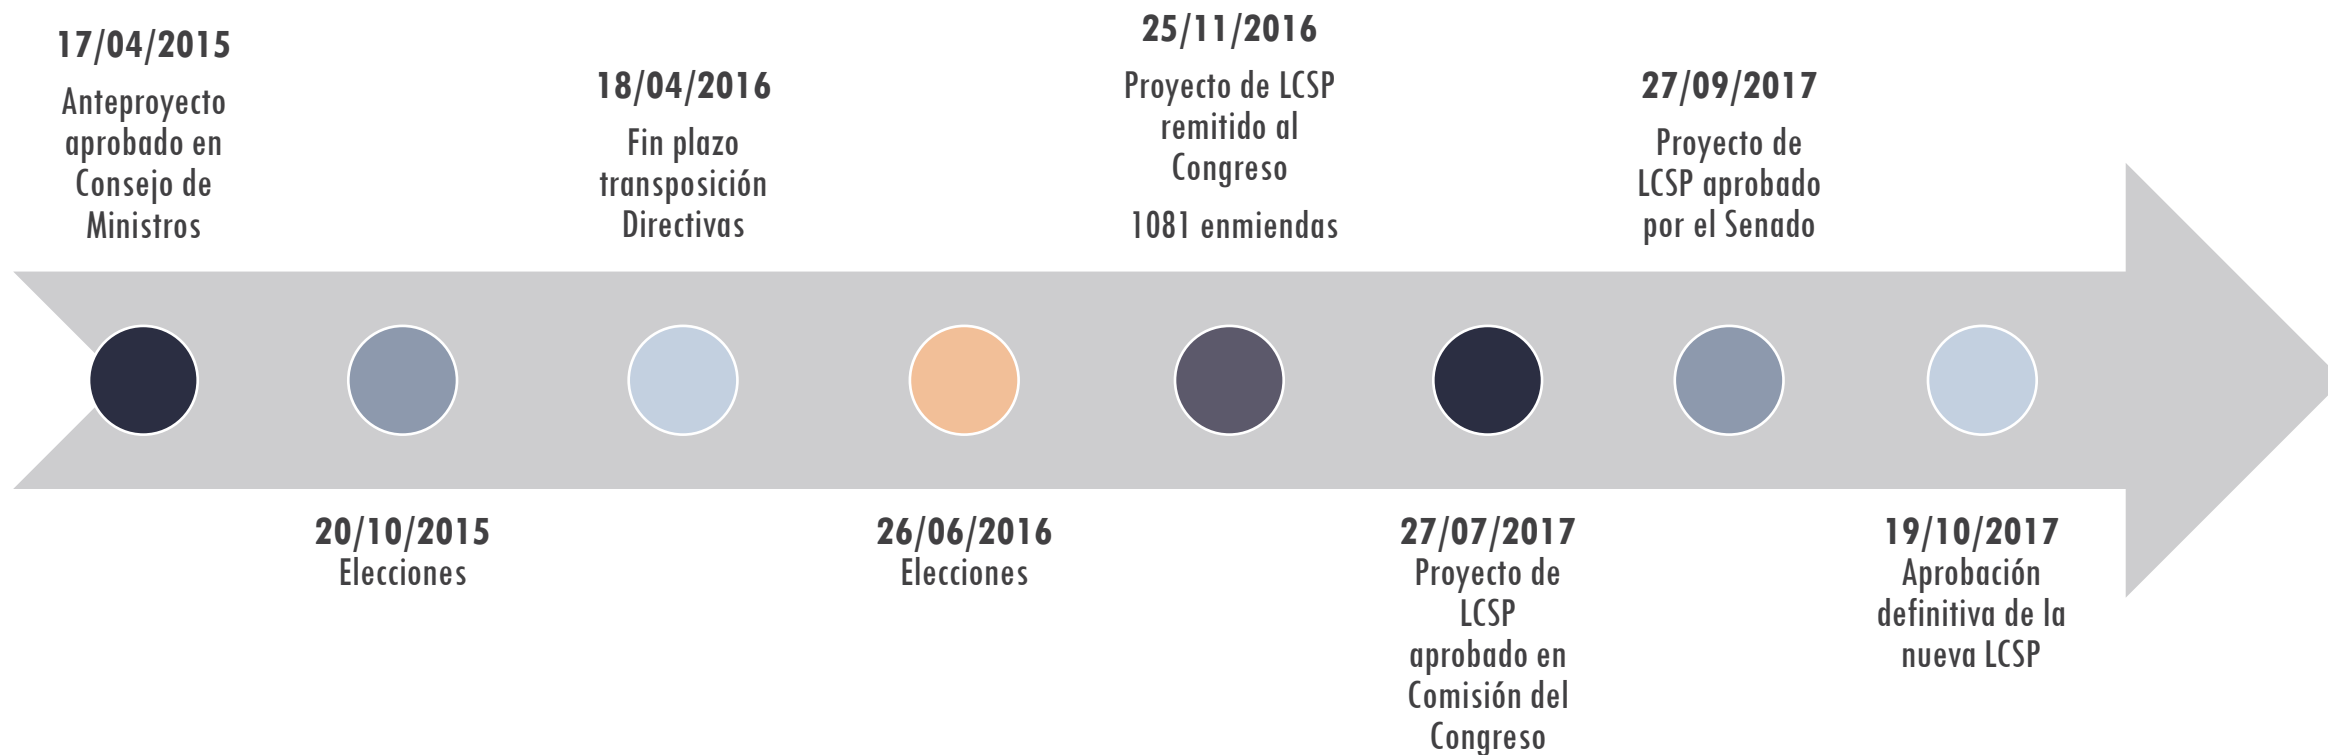 17/04/2015
Anteproyecto
aprobado en
Consejo de
Ministros
20/10/2015
Elecciones
18/04/2016
Fin plazo
transposición
Directivas
26/06/2016
Elecciones
25/11/2016
Proyecto de LCSP
remitido al
Congreso
1081 enmiendas
27/07/2017
Proyecto de
LCSP
aprobado en
Comisión del
Congreso
27/09/2017
Proyecto de
LCSP aprobado
por el Senado
19/10/2017
Aprobación
definitiva de la
nueva LCSP